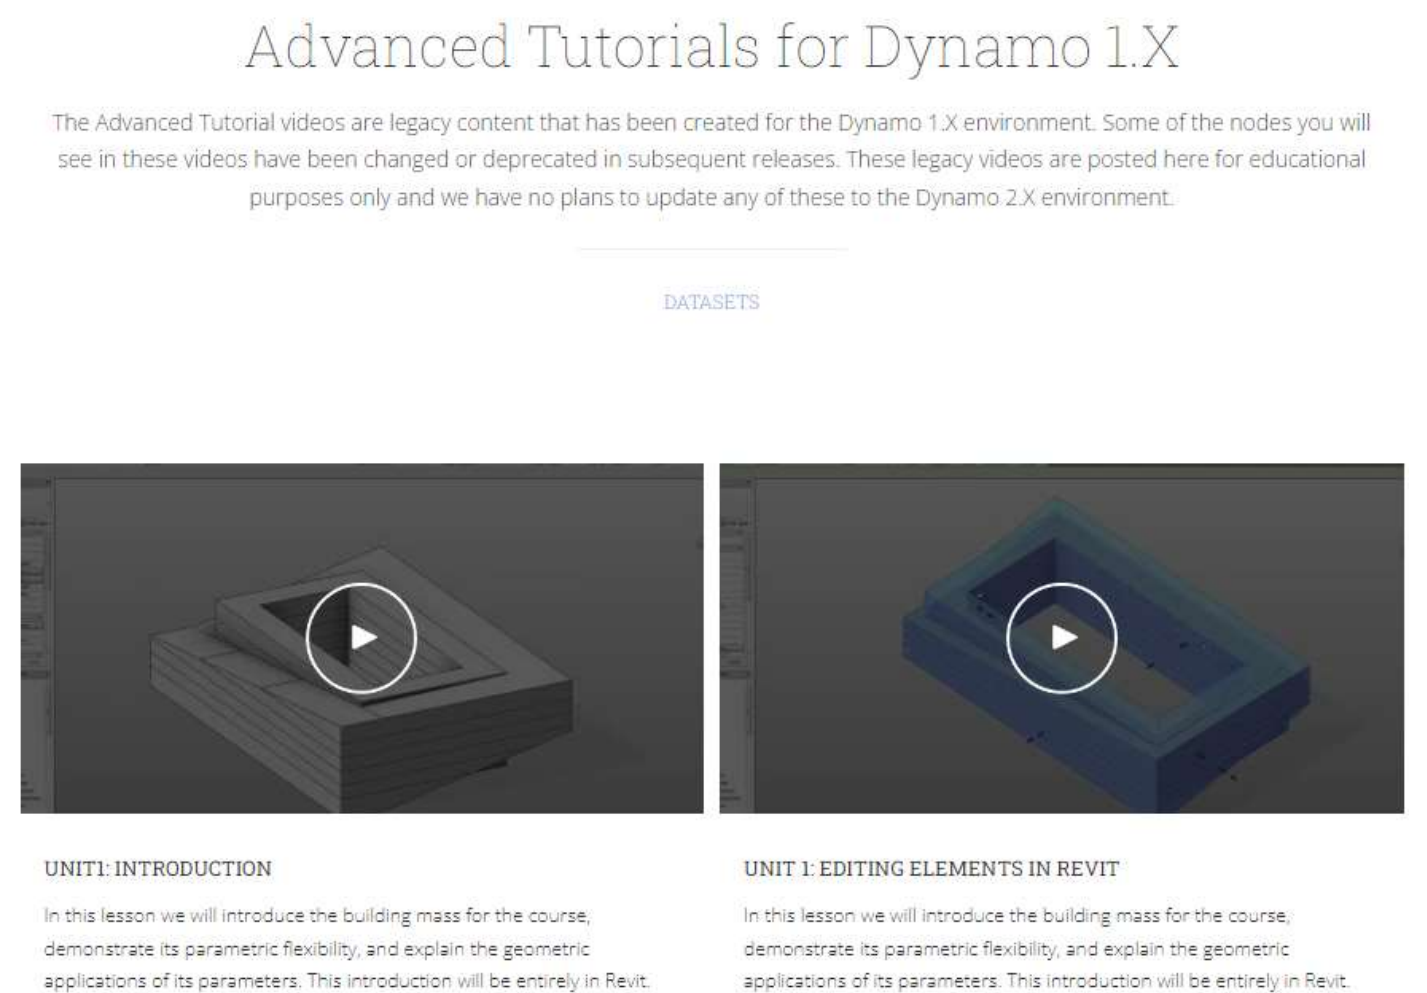 Advanced Tutorials for Dynamo 1.X
The Advanced Tutorial videos are legacy content that has been created for the Dynamo 1.X environment. Some of the nodes you will
see in these videos have been changed or deprecated in subsequent releases. These legacy videos are posted here for educational
purposes only and we have no plans to update any of these to the Dynamo 2.X environment.
DATASETS
UNIT1: INTRODUCTION
In this lesson we will introduce the building mass for the course,
demonstrate its parametric flexibility, and explain the geometric
applications of its parameters. This introduction will be entirely in Revit.
UNIT 1: EDITING ELEMENTS IN REVIT
In this lesson we will introduce the building mass for the course,
demonstrate its parametric flexibility, and explain the geometric
applications of its parameters. This introduction will be entirely in Revit.